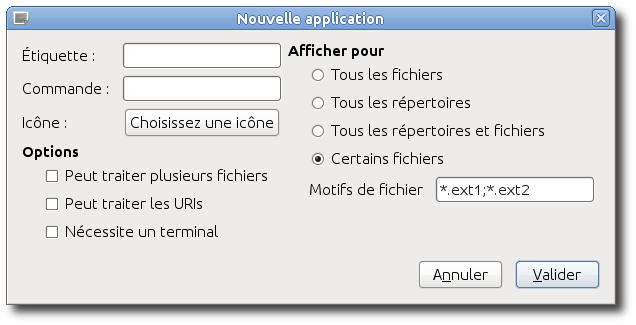 Nouvelle application
Étiquette :
Commande :
Icône :
Choisissez une icône
Options
Peut traiter plusieurs fichiers
Peut traiter les URIs
Nécessite un terminal
Afficher pour
Tous les fichiers
Tous les répertoires
Tous les répertoires et fichiers
Certains fichiers
Motifs de fichier
*.ext1;*.ext2
Annuler
Valider